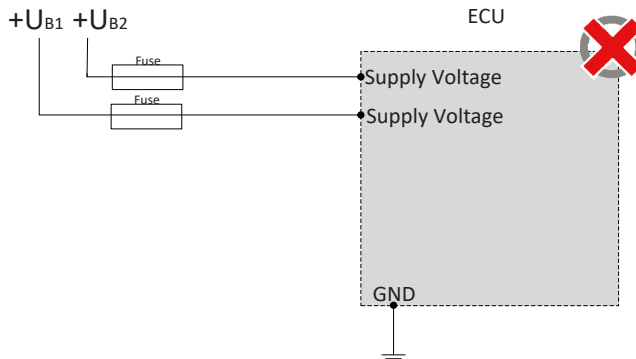 +UB1 +UB2
ECU
Fuse
Supply Voltage
Fuse
Supply Voltage
GND